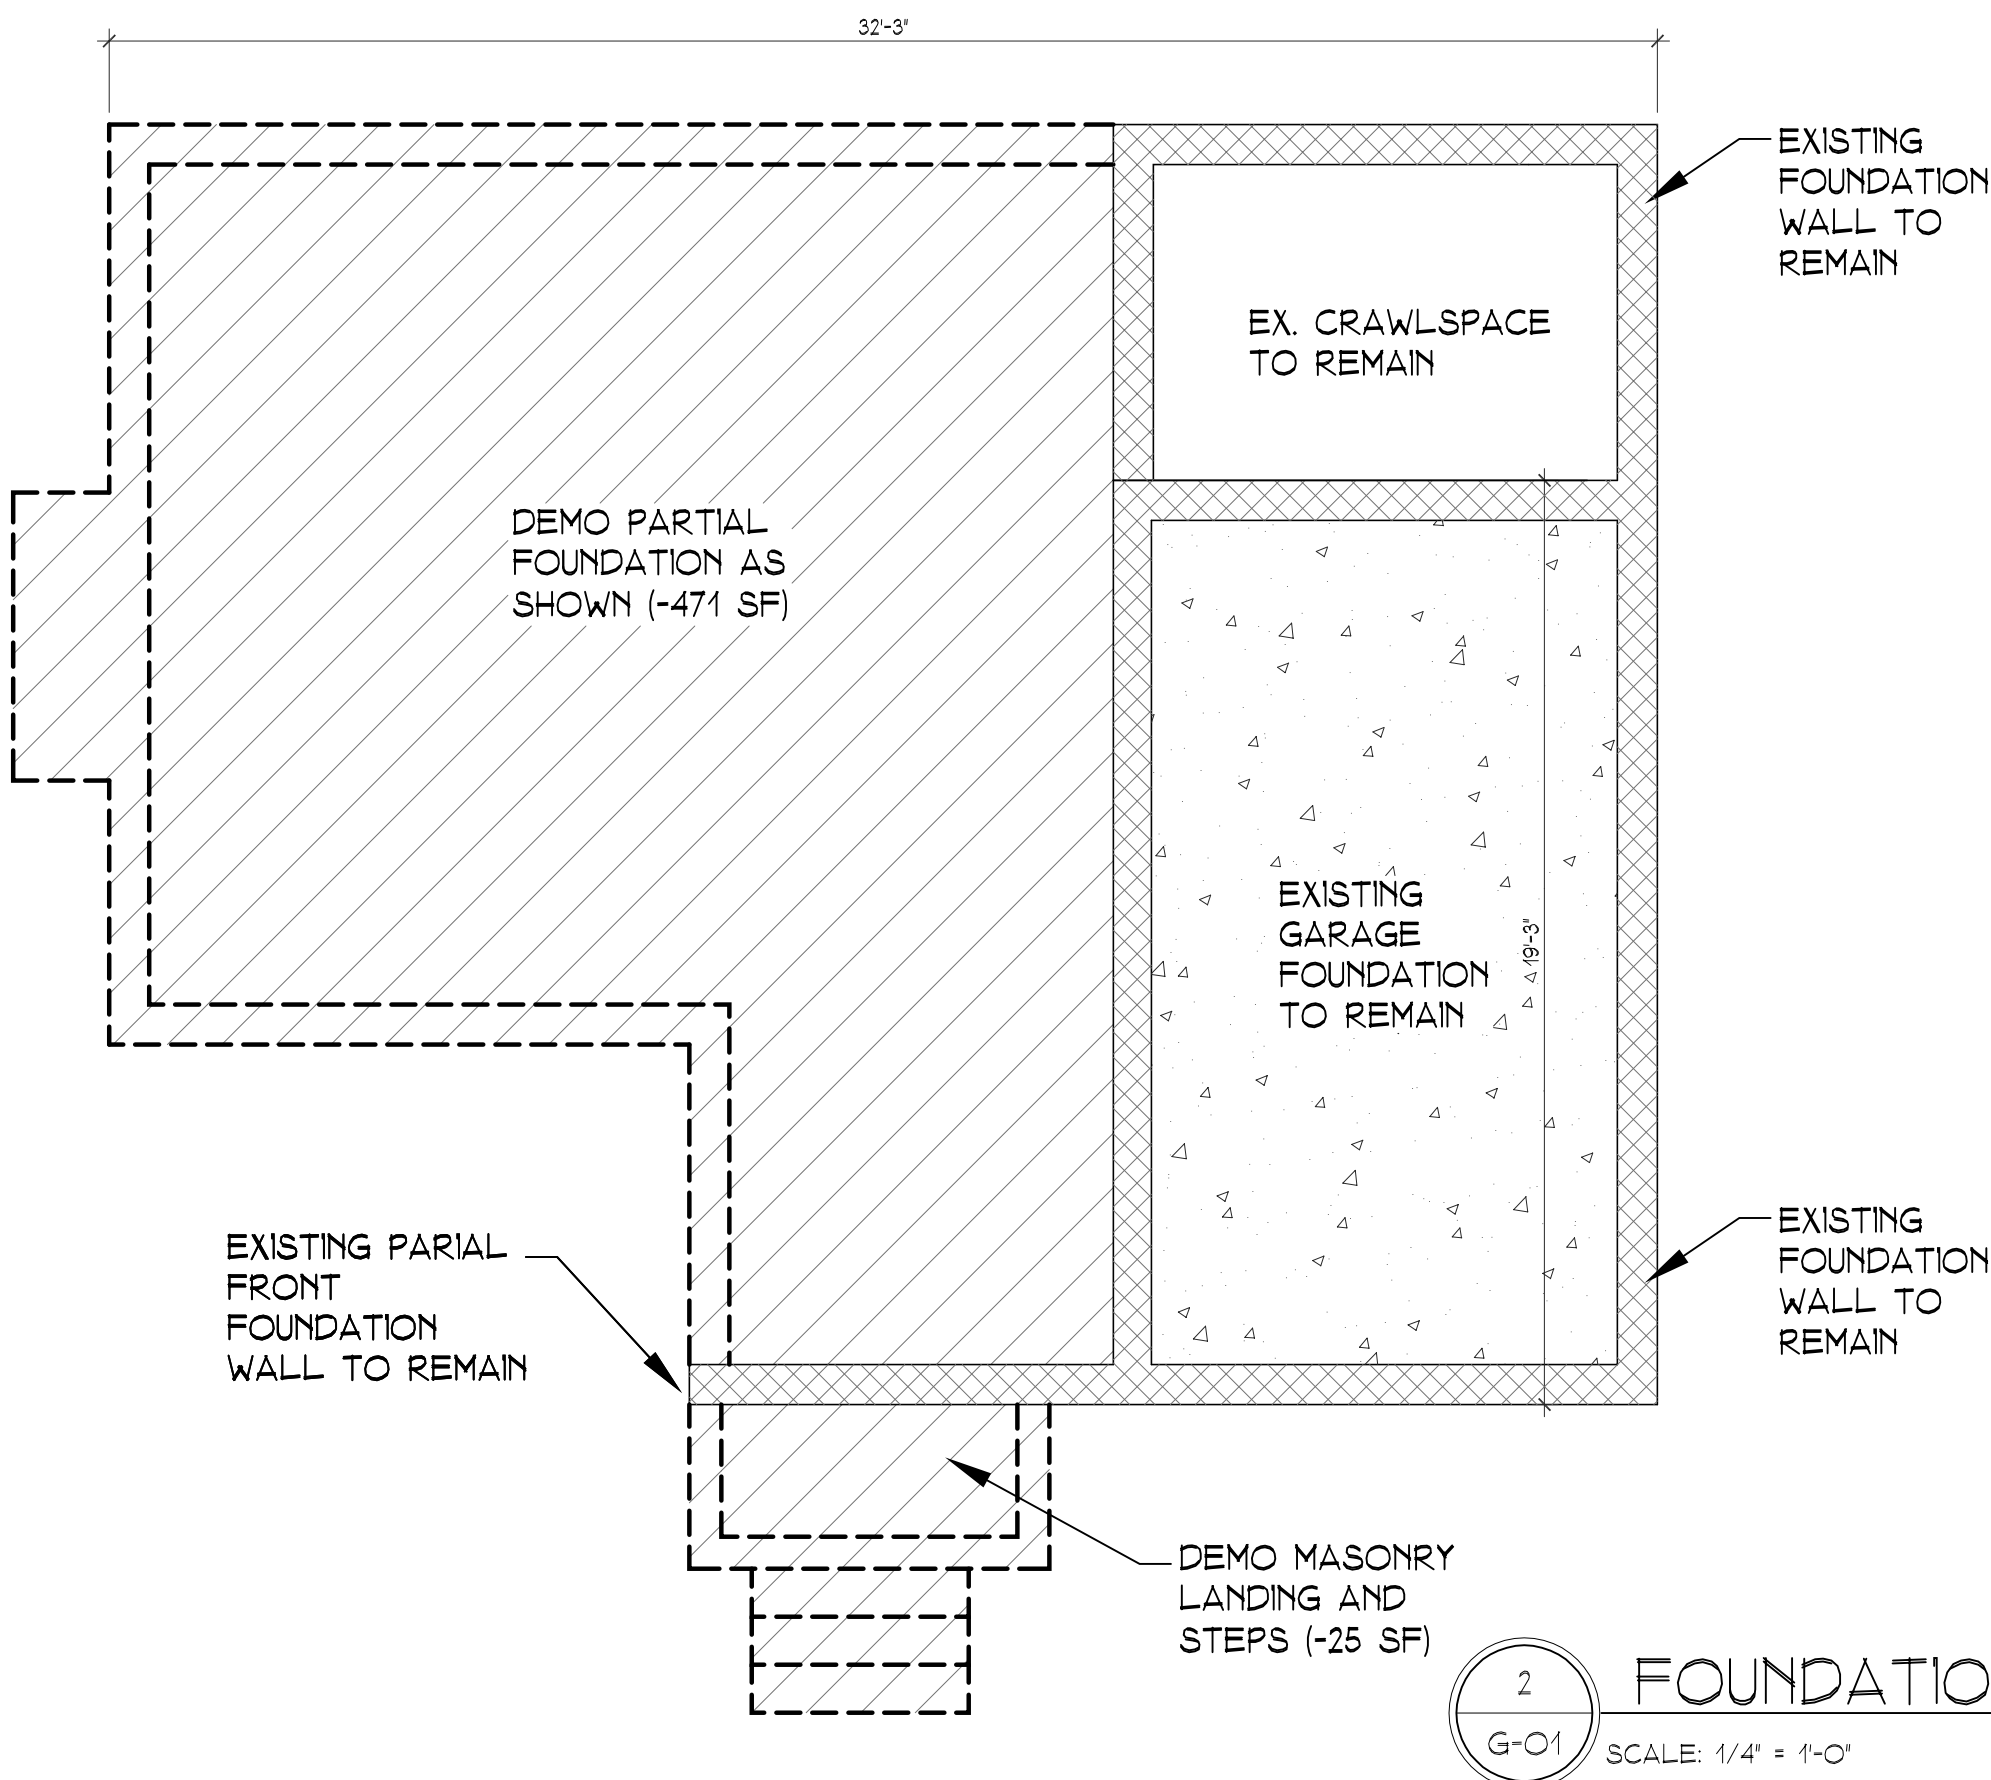 32'-3"
EXISTING
FOUNDATION
WALL TO
REMAIN
EX. CRAWLSPACE
TO REMAIN
DEMO PARTIAL
FOUNDATION AS
SHOWN (-471 SF)
EXISTING
GARAGE
FOUNDATION
TO REMAIN
19'-3"
EXISTING PARIAL
FRONT
FOUNDATION
WALL TO REMAIN
EXISTING
FOUNDATION
WALL TO
REMAIN
DEMO MASONRY
LANDING AND
STEPS (-25 SF)
2
G-01
FOUNDATIO
SCALE: 1/4" = 1'-0"